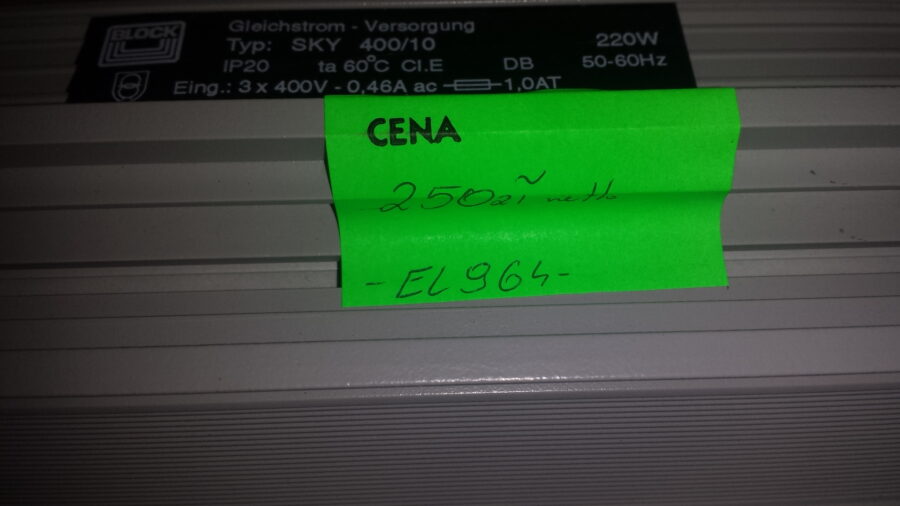 BLOCK
Gleichstrom - Versorgung
Typ: SKY 400/10 220W
IP20 ta 60°C Cl.E DB 50-60Hz
Eing.: 3 x 400V - 0,46A ac 1,0AT
CENA
250zł netto
- EL964 -